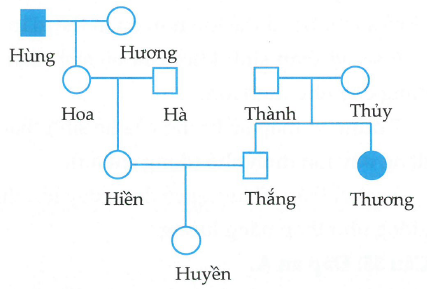 Hùng
Hương
Hoa
Hà
Thành
Thủy
Hiền
Thắng
Thương
Huyền